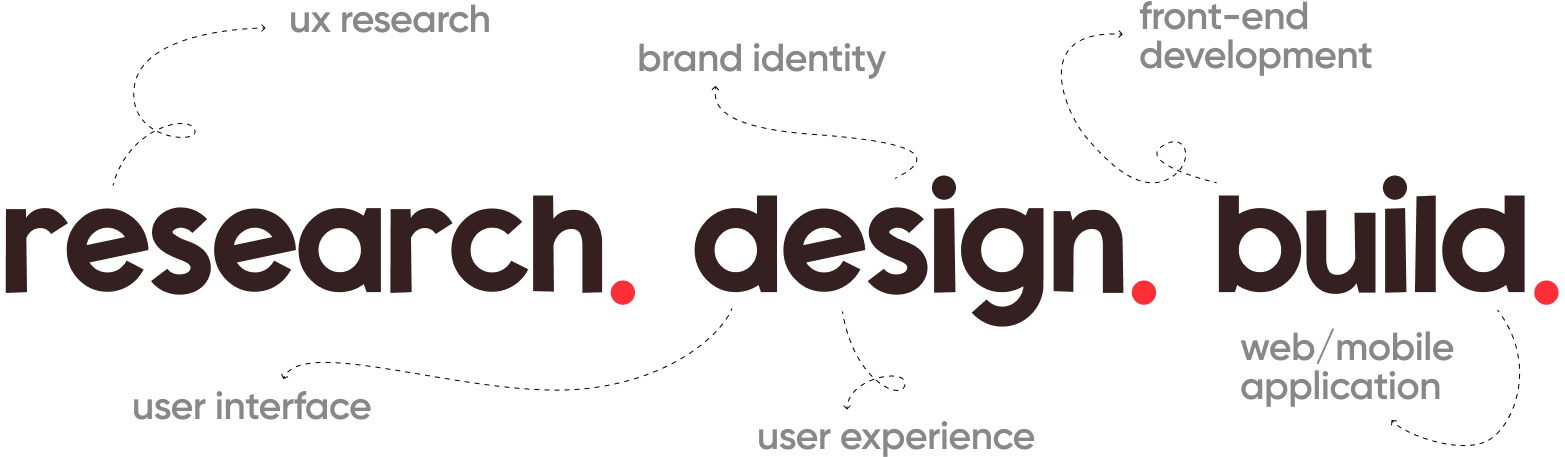 ux research
brand identity
front-end
development
research. design. build.
user interface
user experience
web/mobile
application